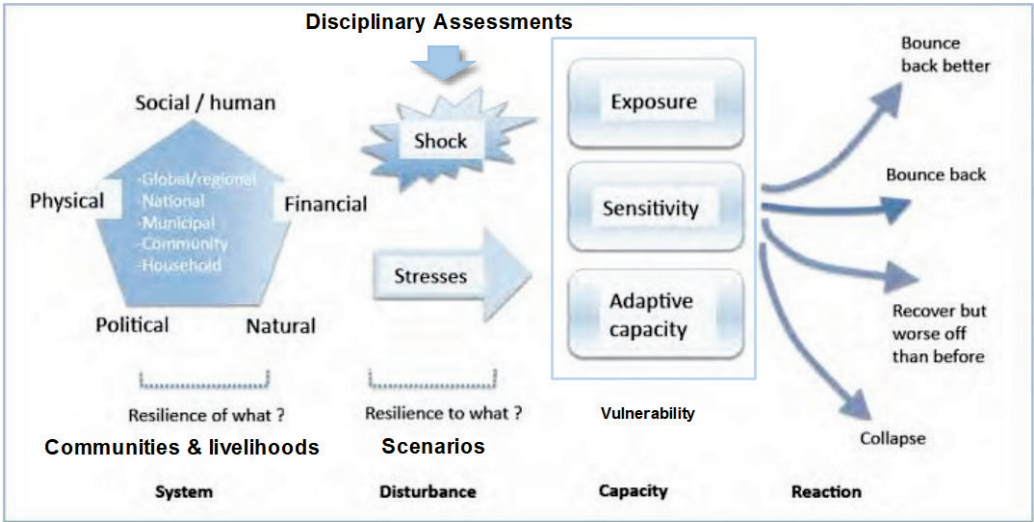 Disciplinary Assessments
Social / human
Physical
Financial
-Global/regional
-National
-Municipal
-Community
-Household
Political
Natural
Resilience of what ?
Communities & livelihoods
System
Shock
Stresses
Resilience to what ?
Scenarios
Disturbance
Exposure
Sensitivity
Adaptive
capacity
Vulnerability
Capacity
Bounce
back better
Bounce back
Recover but
worse off
than before
Collapse
Reaction